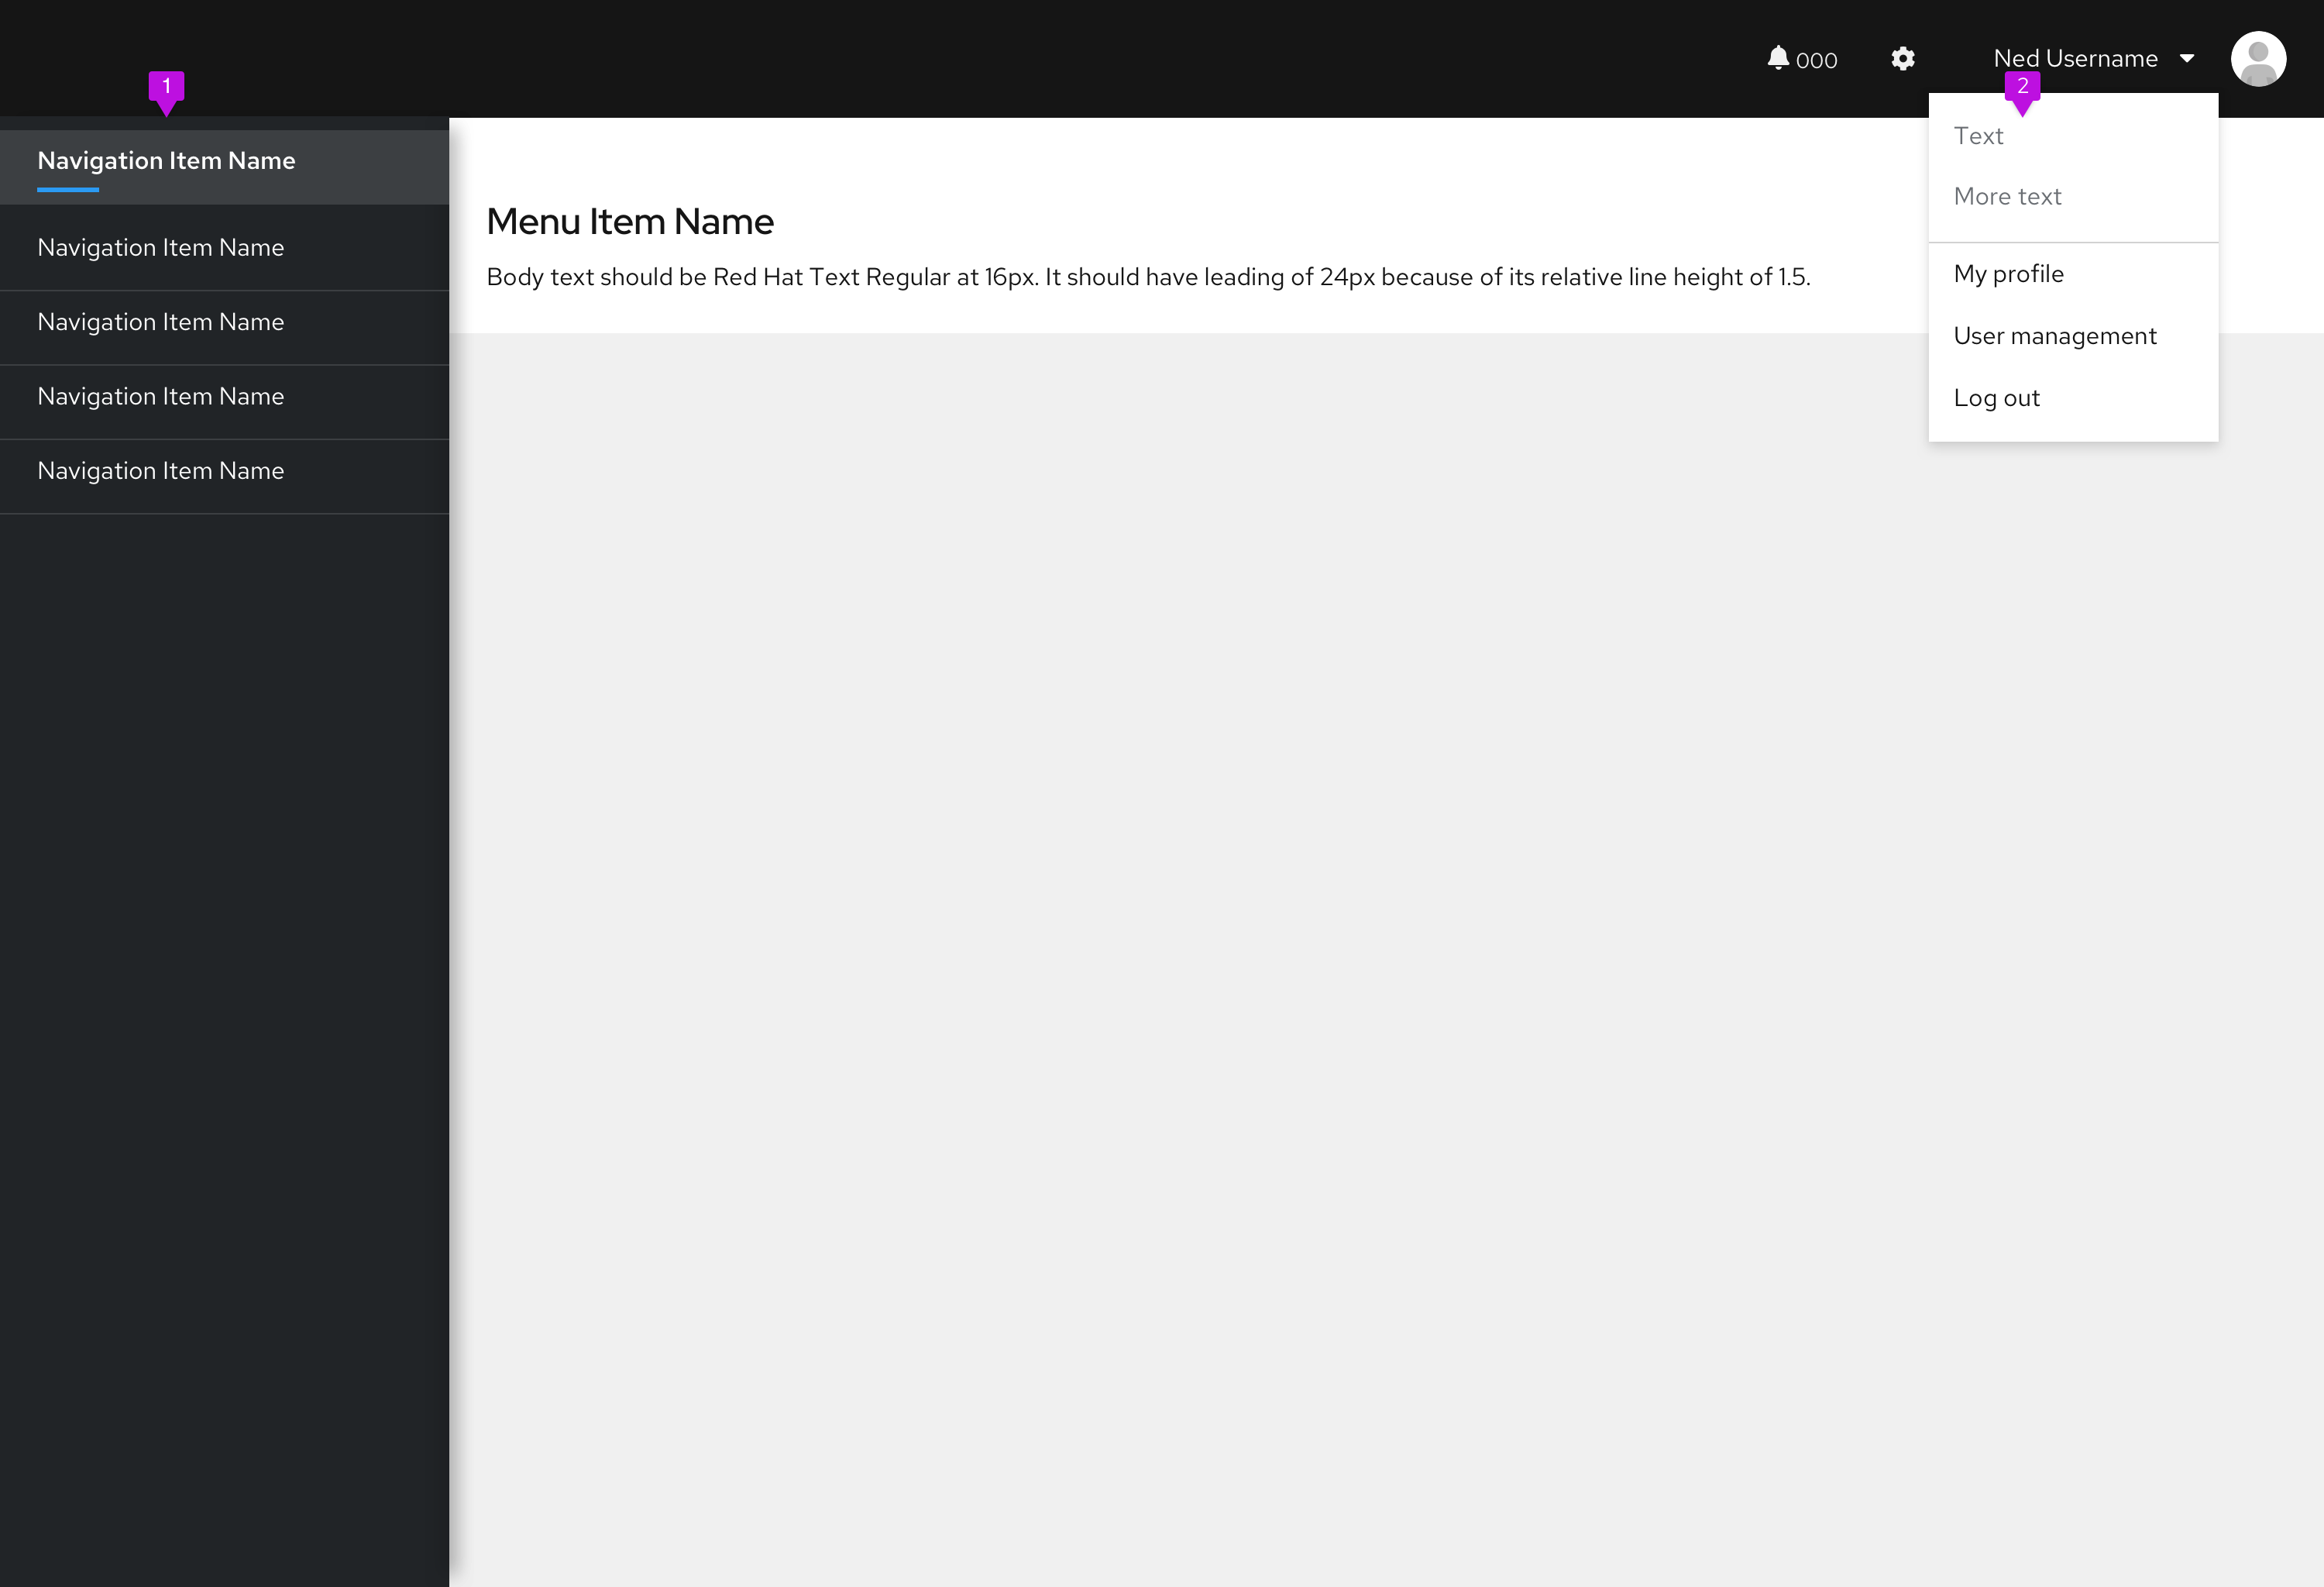 000
Ned Username
1
2
Navigation Item Name
Navigation Item Name
Navigation Item Name
Navigation Item Name
Navigation Item Name
Menu Item Name
Body text should be Red Hat Text Regular at 16px. It should have leading of 24px because of its relative line height of 1.5.
Text
More text
My profile
User management
Log out